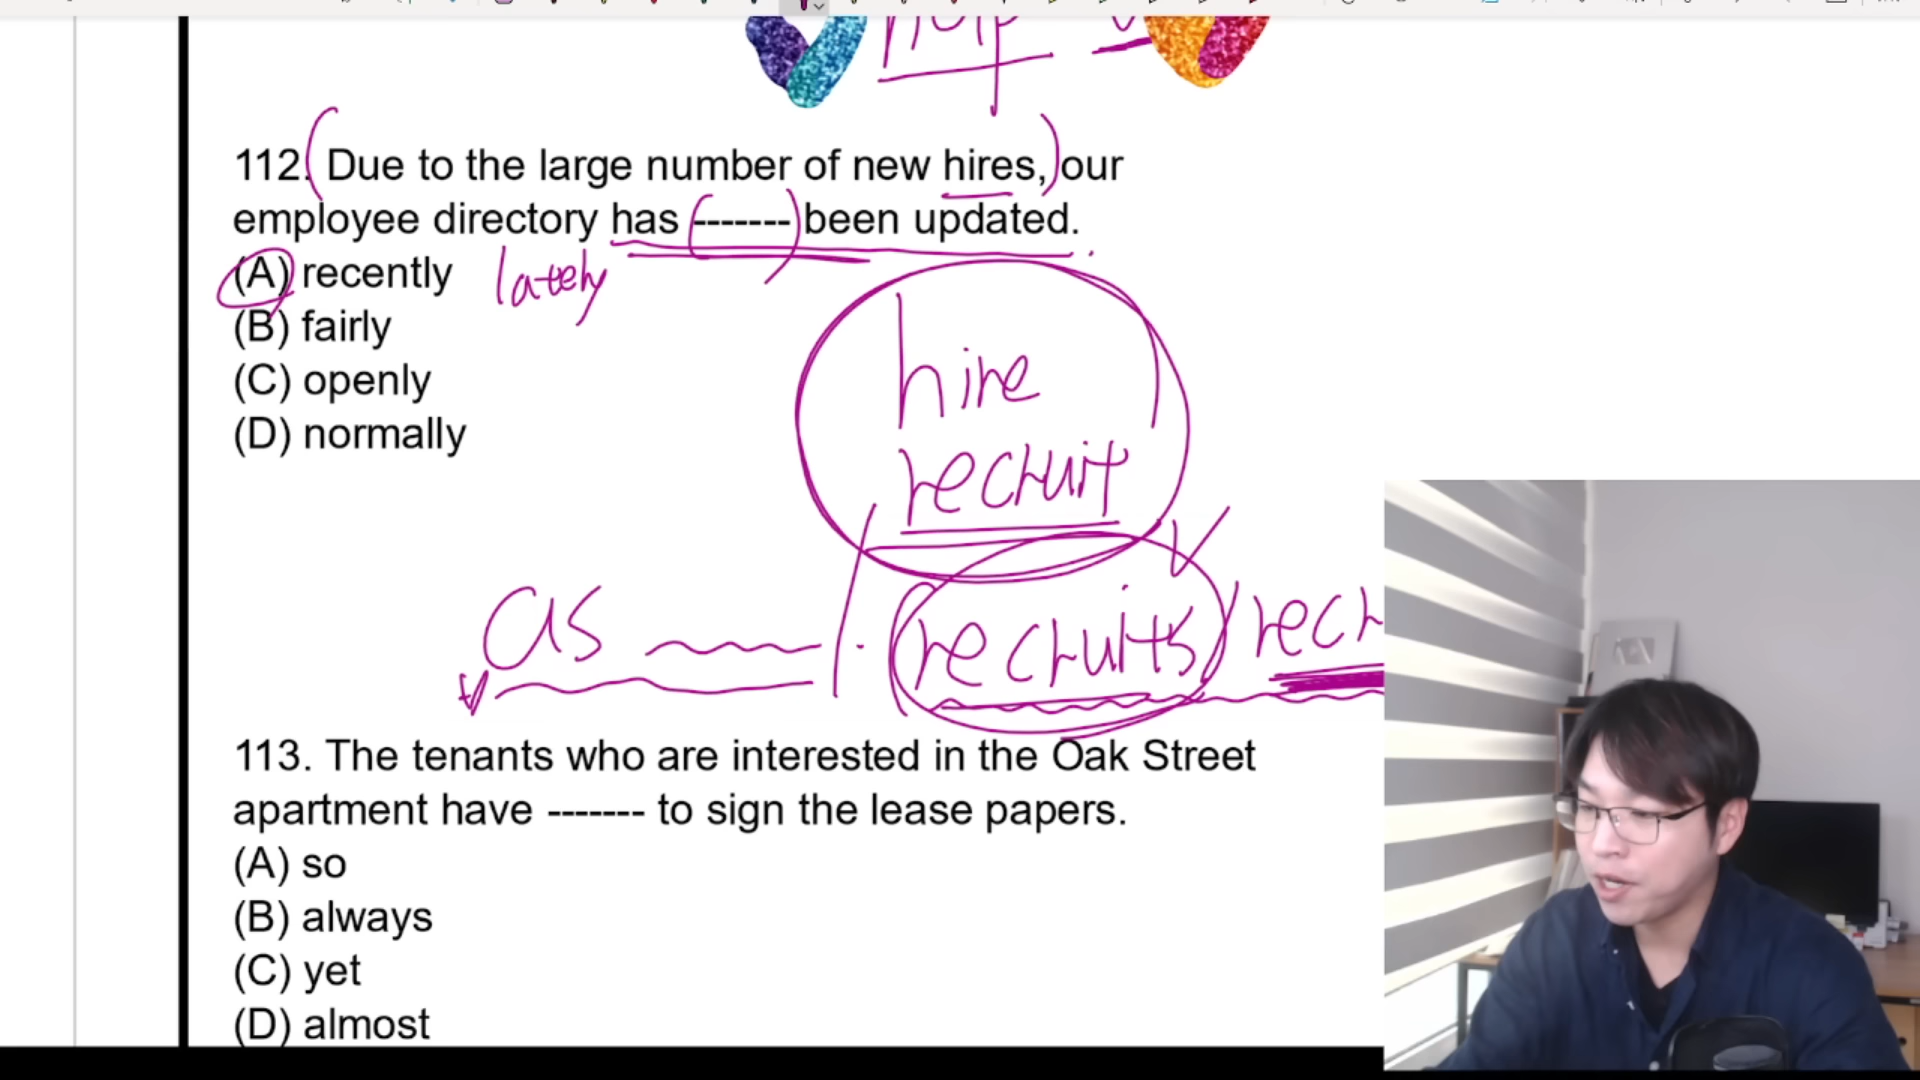 help
112. Due to the large number of new hires, our
employee directory has ------- been updated.
(A) recently lately
(B) fairly
(C) openly
(D) normally
hire
recruit
as recruits / recr
113. The tenants who are interested in the Oak Street
apartment have ------- to sign the lease papers.
(A) so
(B) always
(C) yet
(D) almost